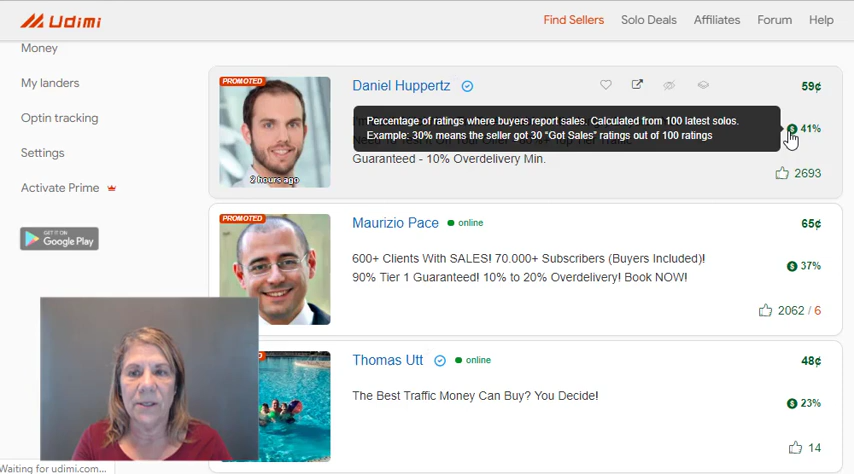 Udimi
Find Sellers
Solo Deals
Affiliates
Forum
Help
Money
My landers
Optin tracking
Settings
Activate Prime
GET IT ON
Google Play
PROMOTED
2 hours ago
Daniel Huppertz
59¢
Percentage of ratings where buyers report sales. Calculated from 100 latest solos.
Example: 30% means the seller got 30 "Got Sales" ratings out of 100 ratings
41%
Guaranteed - 10% Overdelivery Min.
2693
PROMOTED
Maurizio Pace
online
65¢
600+ Clients With SALES! 70.000+ Subscribers (Buyers Included)!
90% Tier 1 Guaranteed! 10% to 20% Overdelivery! Book NOW!
37%
2062 / 6
Thomas Utt
online
48¢
The Best Traffic Money Can Buy? You Decide!
23%
14
Waiting for udimi.com...